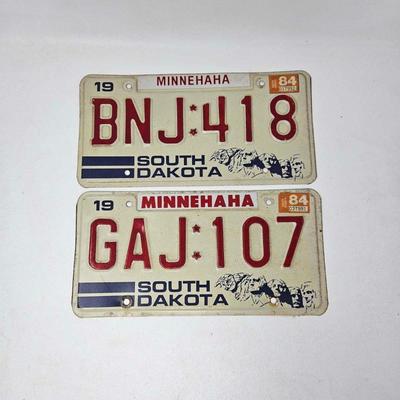 19 MINNEHAHA 84
BNJ 418
SOUTH
DAKOTA
19 MINNEHAHA 84
GAJ 107
SOUTH
DAKOTA